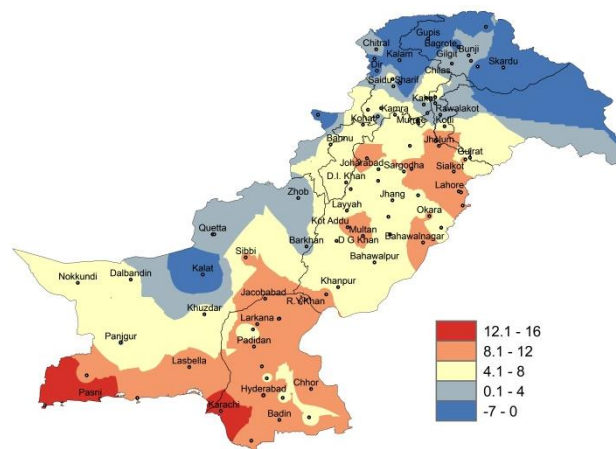 Gupis
Chitral
Bagrote
Bunji
Kalam
Gilgit
Skardu
Dir
Chilas
Saidu Sharif
Kakul
Kamra
Rawalakot
Kohat
Kotli
Bannu
Jhelum
Gujrat
Joharabad
Sargodha
Sialkot
D.I. Khan
Lahore
Zhob
Jhang
Layyah
Okara
Kot Addu
Quetta
Multan
Barkhan
D G Khan
Bahawalnagar
Sibbi
Bahawalpur
Kalat
Dalbandin
Nokkundi
Khanpur
Jacobabad
R.Y.Khan
Khuzdar
Larkana
Panjgur
Padidan
Lasbella
Hyderabad
Chhor
Pasni
Karachi
Badin
12.1 - 16
8.1 - 12
4.1 - 8
0.1 - 4
-7 - 0